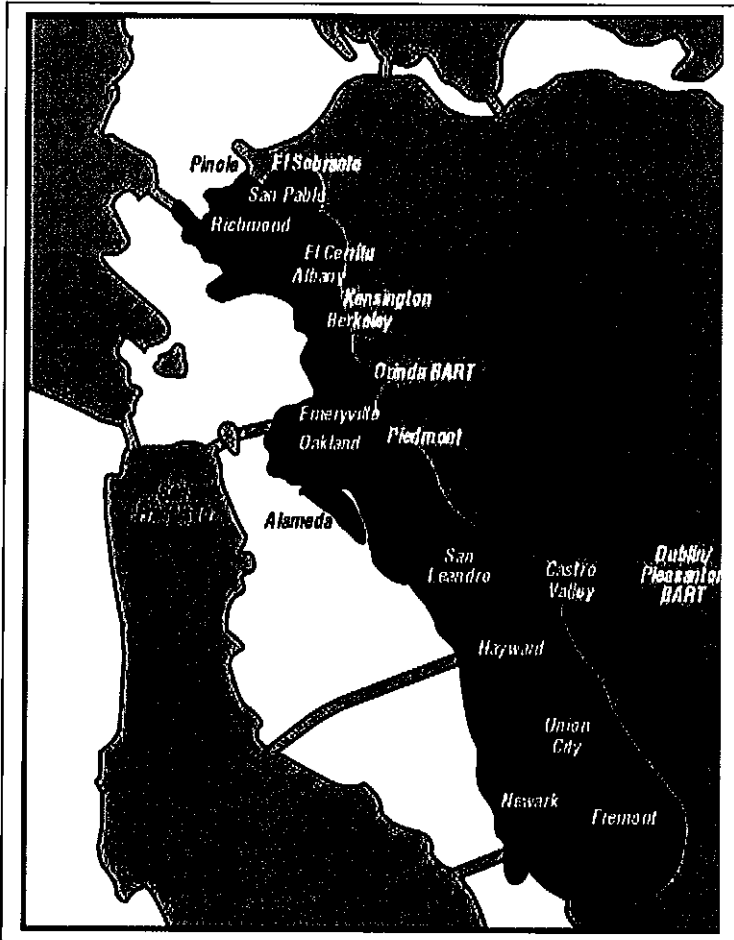 Pinole
El Sobrante
San Pablo
Richmond
El Cerrito
Albany
Kensington
Berkeley
Orinda BART
Emeryville
Oakland
Piedmont
Alameda
San
Leandro
Castro
Valley
Dublin/
Pleasanton
BART
Hayward
Union
City
Newark
Fremont